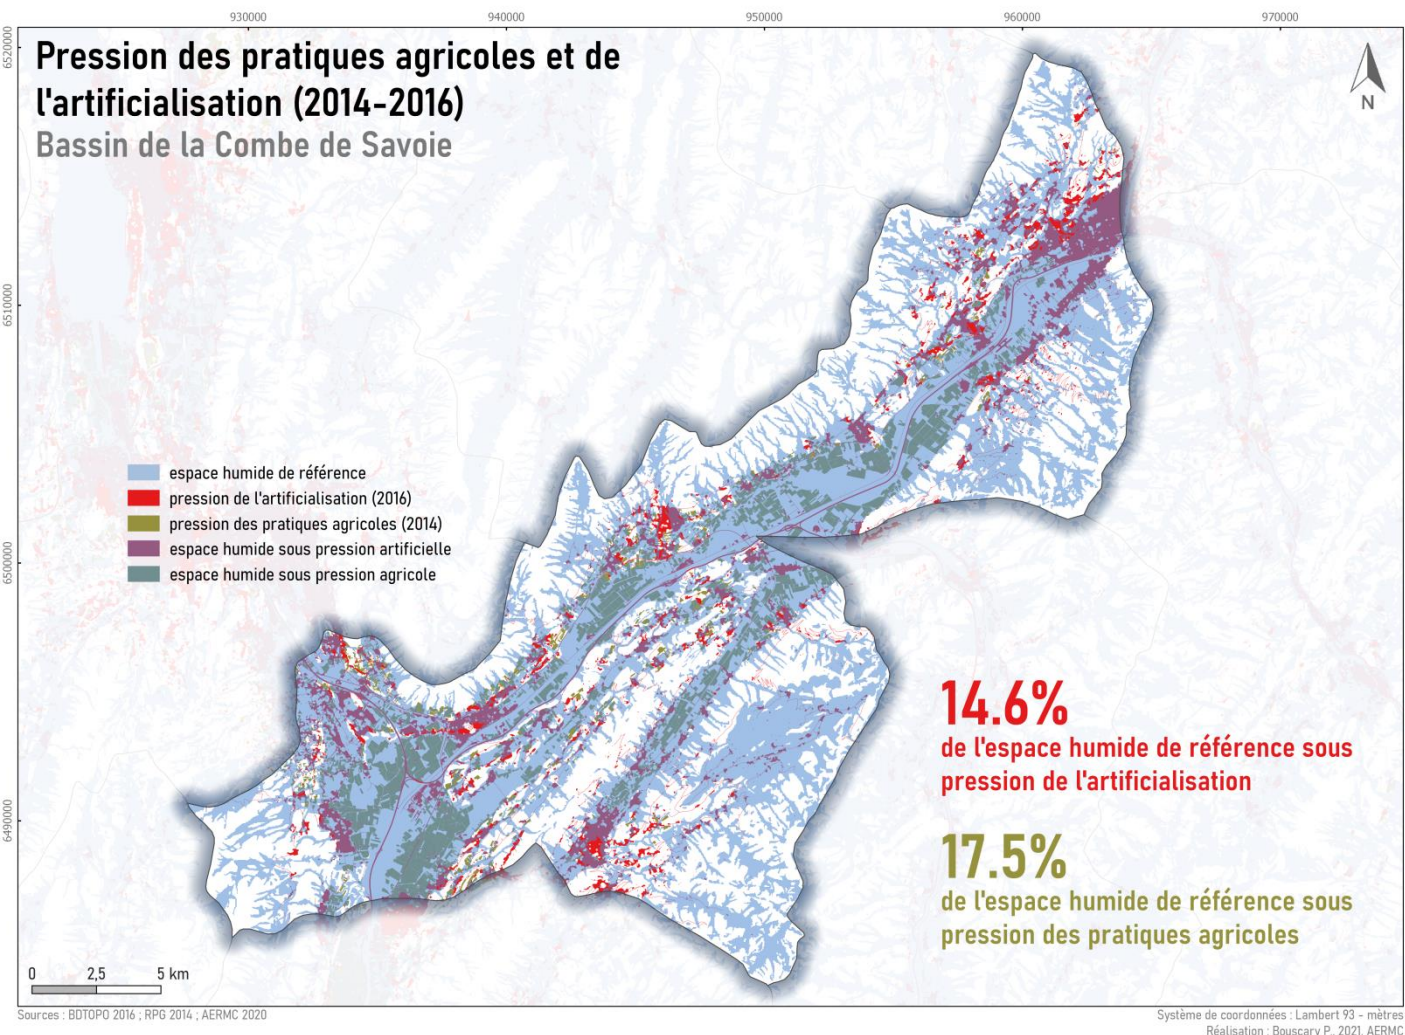 930000
940000
950000
960000
970000
6520000
6510000
6500000
6490000
Pression des pratiques agricoles et de
l'artificialisation (2014-2016)
Bassin de la Combe de Savoie
N
espace humide de référence
pression de l'artificialisation (2016)
pression des pratiques agricoles (2014)
espace humide sous pression artificielle
espace humide sous pression agricole
14.6%
de l'espace humide de référence sous
pression de l'artificialisation
17.5%
de l'espace humide de référence sous
pression des pratiques agricoles
0 2,5 5 km
Sources : BDTOPO 2016 ; RPG 2014 ; AERMC 2020
Système de coordonnées : Lambert 93 - mètres
Réalisation : Bouscary P., 2021, AERMC